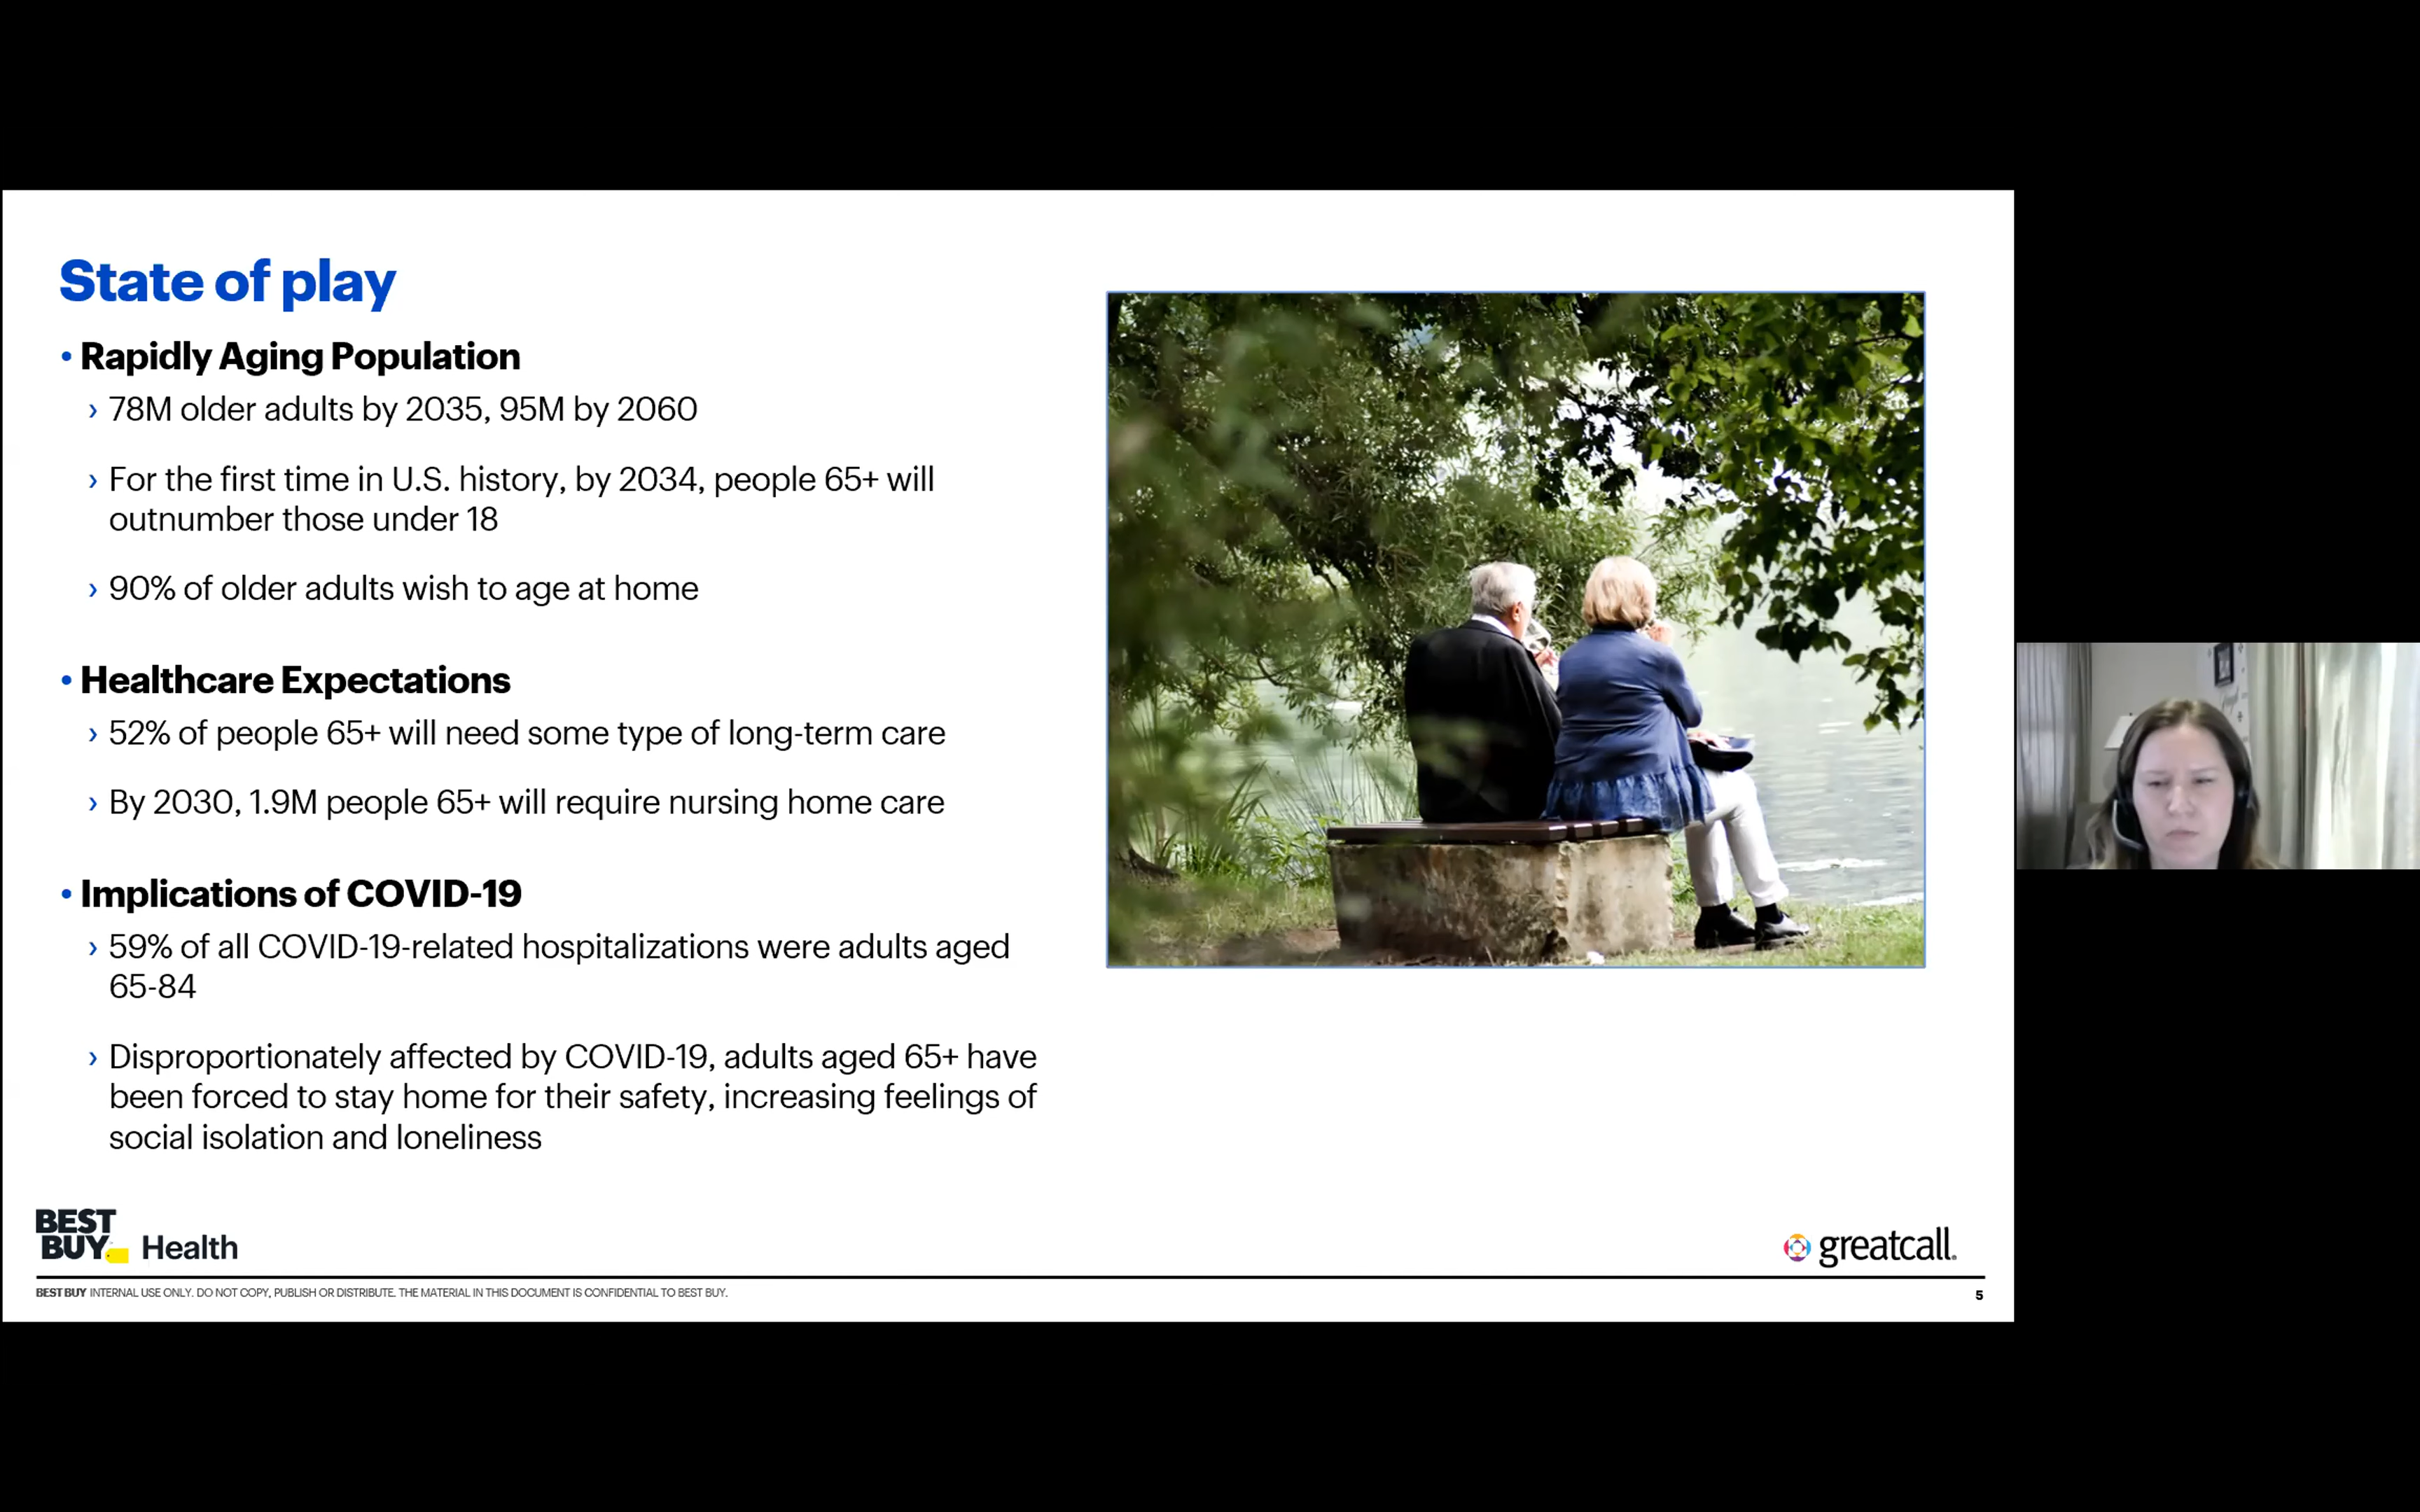 State of play
• Rapidly Aging Population
› 78M older adults by 2035, 95M by 2060
› For the first time in U.S. history, by 2034, people 65+ will
outnumber those under 18
› 90% of older adults wish to age at home
• Healthcare Expectations
› 52% of people 65+ will need some type of long-term care
› By 2030, 1.9M people 65+ will require nursing home care
• Implications of COVID-19
› 59% of all COVID-19-related hospitalizations were adults aged
65-84
› Disproportionately affected by COVID-19, adults aged 65+ have
been forced to stay home for their safety, increasing feelings of
social isolation and loneliness
BEST
BUY Health
greatcall.
BEST BUY INTERNAL USE ONLY. DO NOT COPY, PUBLISH OR DISTRIBUTE. THE MATERIAL IN THIS DOCUMENT IS CONFIDENTIAL TO BEST BUY.
5